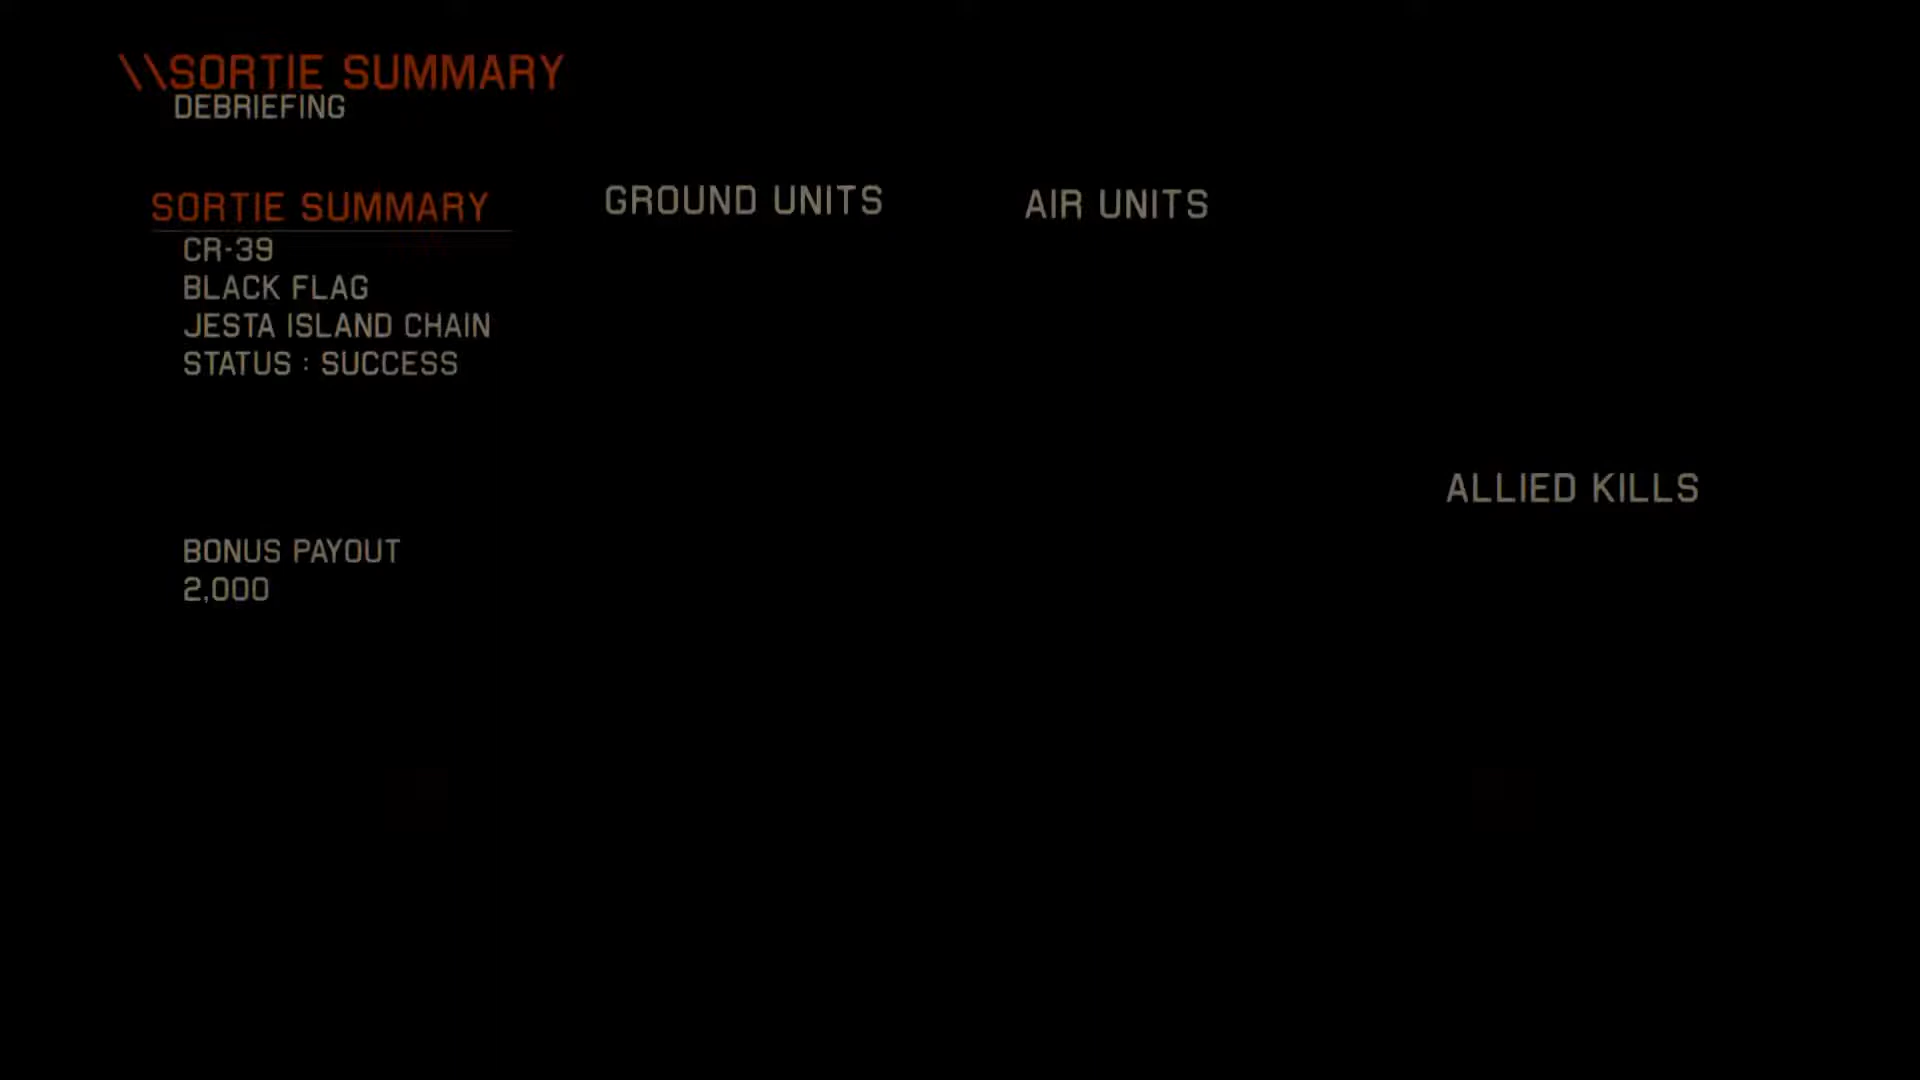 \\SORTIE SUMMARY
DEBRIEFING
SORTIE SUMMARY
CR-39
BLACK FLAG
JESTA ISLAND CHAIN
STATUS : SUCCESS
BONUS PAYOUT
2,000
GROUND UNITS
AIR UNITS
ALLIED KILLS